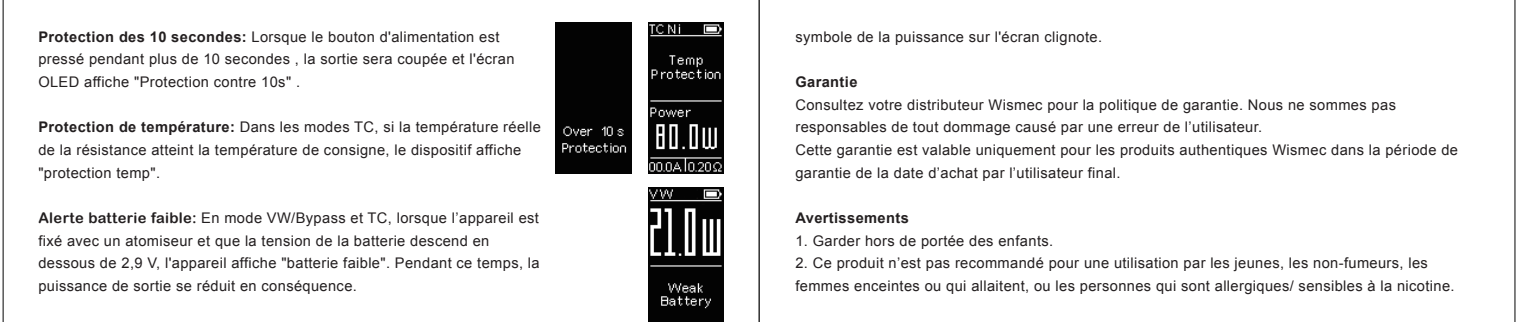 Protection des 10 secondes: Lorsque le bouton d'alimentation est
pressé pendant plus de 10 secondes , la sortie sera coupée et l'écran
OLED affiche "Protection contre 10s" .
Protection de température: Dans les modes TC, si la température réelle
de la résistance atteint la température de consigne, le dispositif affiche
"protection temp".
Alerte batterie faible: En mode VW/Bypass et TC, lorsque l’appareil est
fixé avec un atomiseur et que la tension de la batterie descend en
dessous de 2,9 V, l'appareil affiche "batterie faible". Pendant ce temps, la
puissance de sortie se réduit en conséquence.
Over 10 s
Protection
TC Ni
Temp
Protection
Power
80.0w
00.0A 0.20Ω
VW
21.0w
Weak
Battery
symbole de la puissance sur l'écran clignote.
Garantie
Consultez votre distributeur Wismec pour la politique de garantie. Nous ne sommes pas
responsables de tout dommage causé par une erreur de l’utilisateur.
Cette garantie est valable uniquement pour les produits authentiques Wismec dans la période de
garantie de la date d’achat par l’utilisateur final.
Avertissements
1. Garder hors de portée des enfants.
2. Ce produit n’est pas recommandé pour une utilisation par les jeunes, les non-fumeurs, les
femmes enceintes ou qui allaitent, ou les personnes qui sont allergiques/ sensibles à la nicotine.